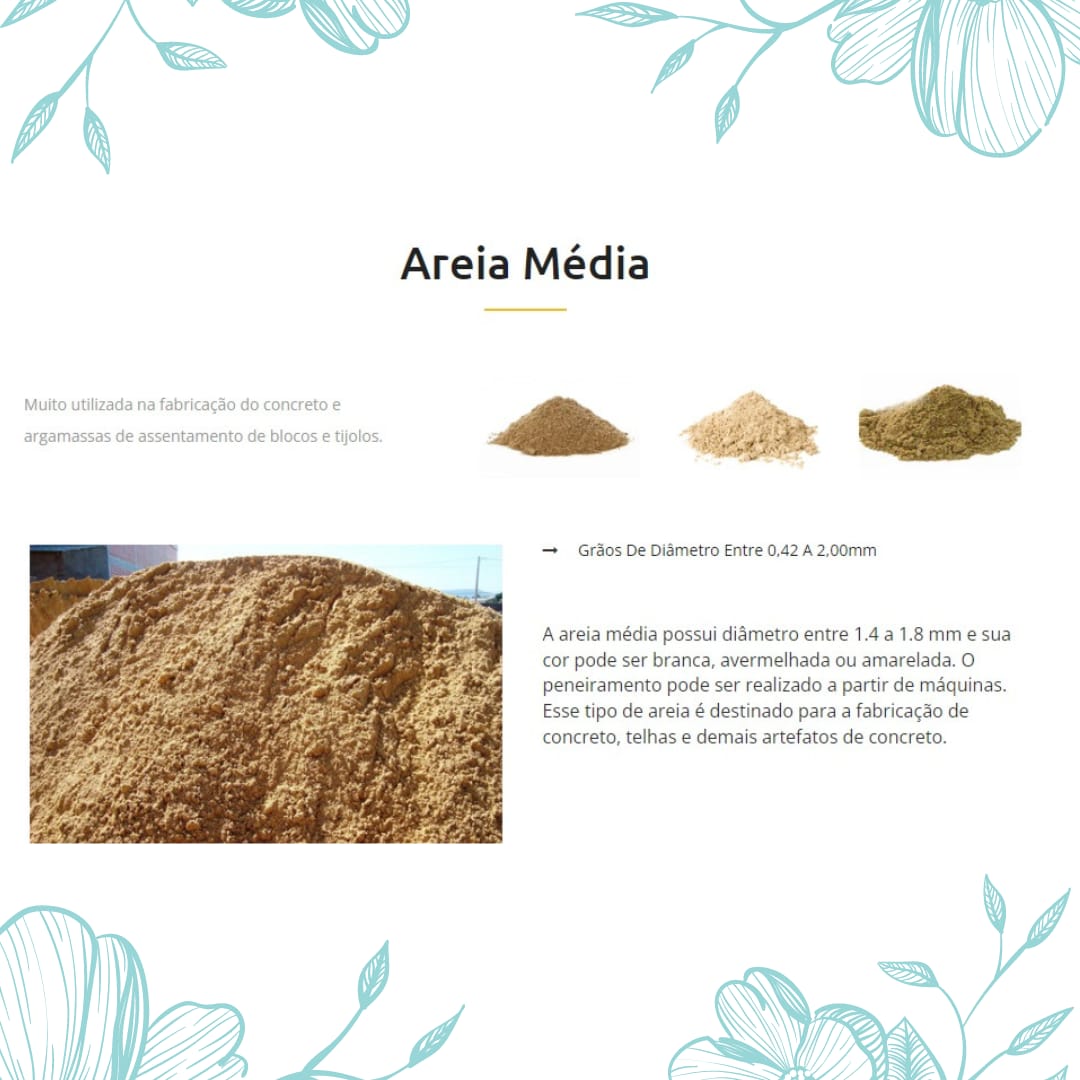 Areia Média
Muito utilizada na fabricação do concreto e
argamassas de assentamento de blocos e tijolos.
→ Grãos De Diâmetro Entre 0,42 A 2,00mm
A areia média possui diâmetro entre 1.4 a 1.8 mm e sua
cor pode ser branca, avermelhada ou amarelada. O
peneiramento pode ser realizado a partir de máquinas.
Esse tipo de areia é destinado para a fabricação de
concreto, telhas e demais artefatos de concreto.